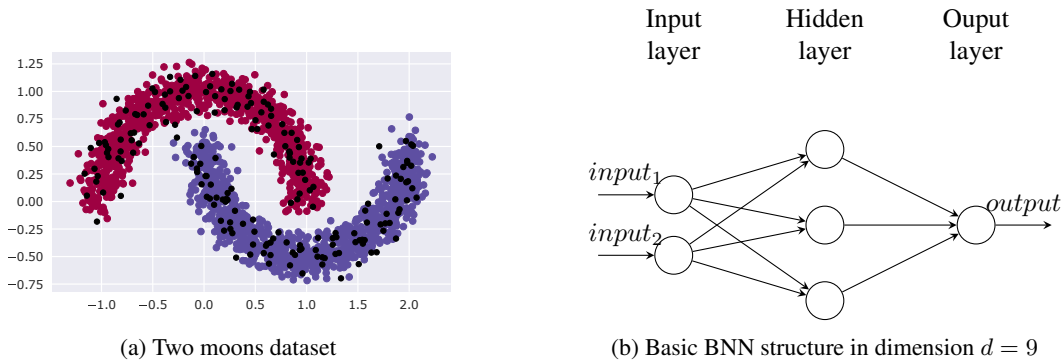 1.25
1.00
0.75
0.50
0.25
0.00
−0.25
−0.50
−0.75
−1.0 −0.5 0.0 0.5 1.0 1.5 2.0
(a) Two moons dataset
Input layer
Hidden layer
Ouput layer
input₁
input₂
output
(b) Basic BNN structure in dimension d = 9